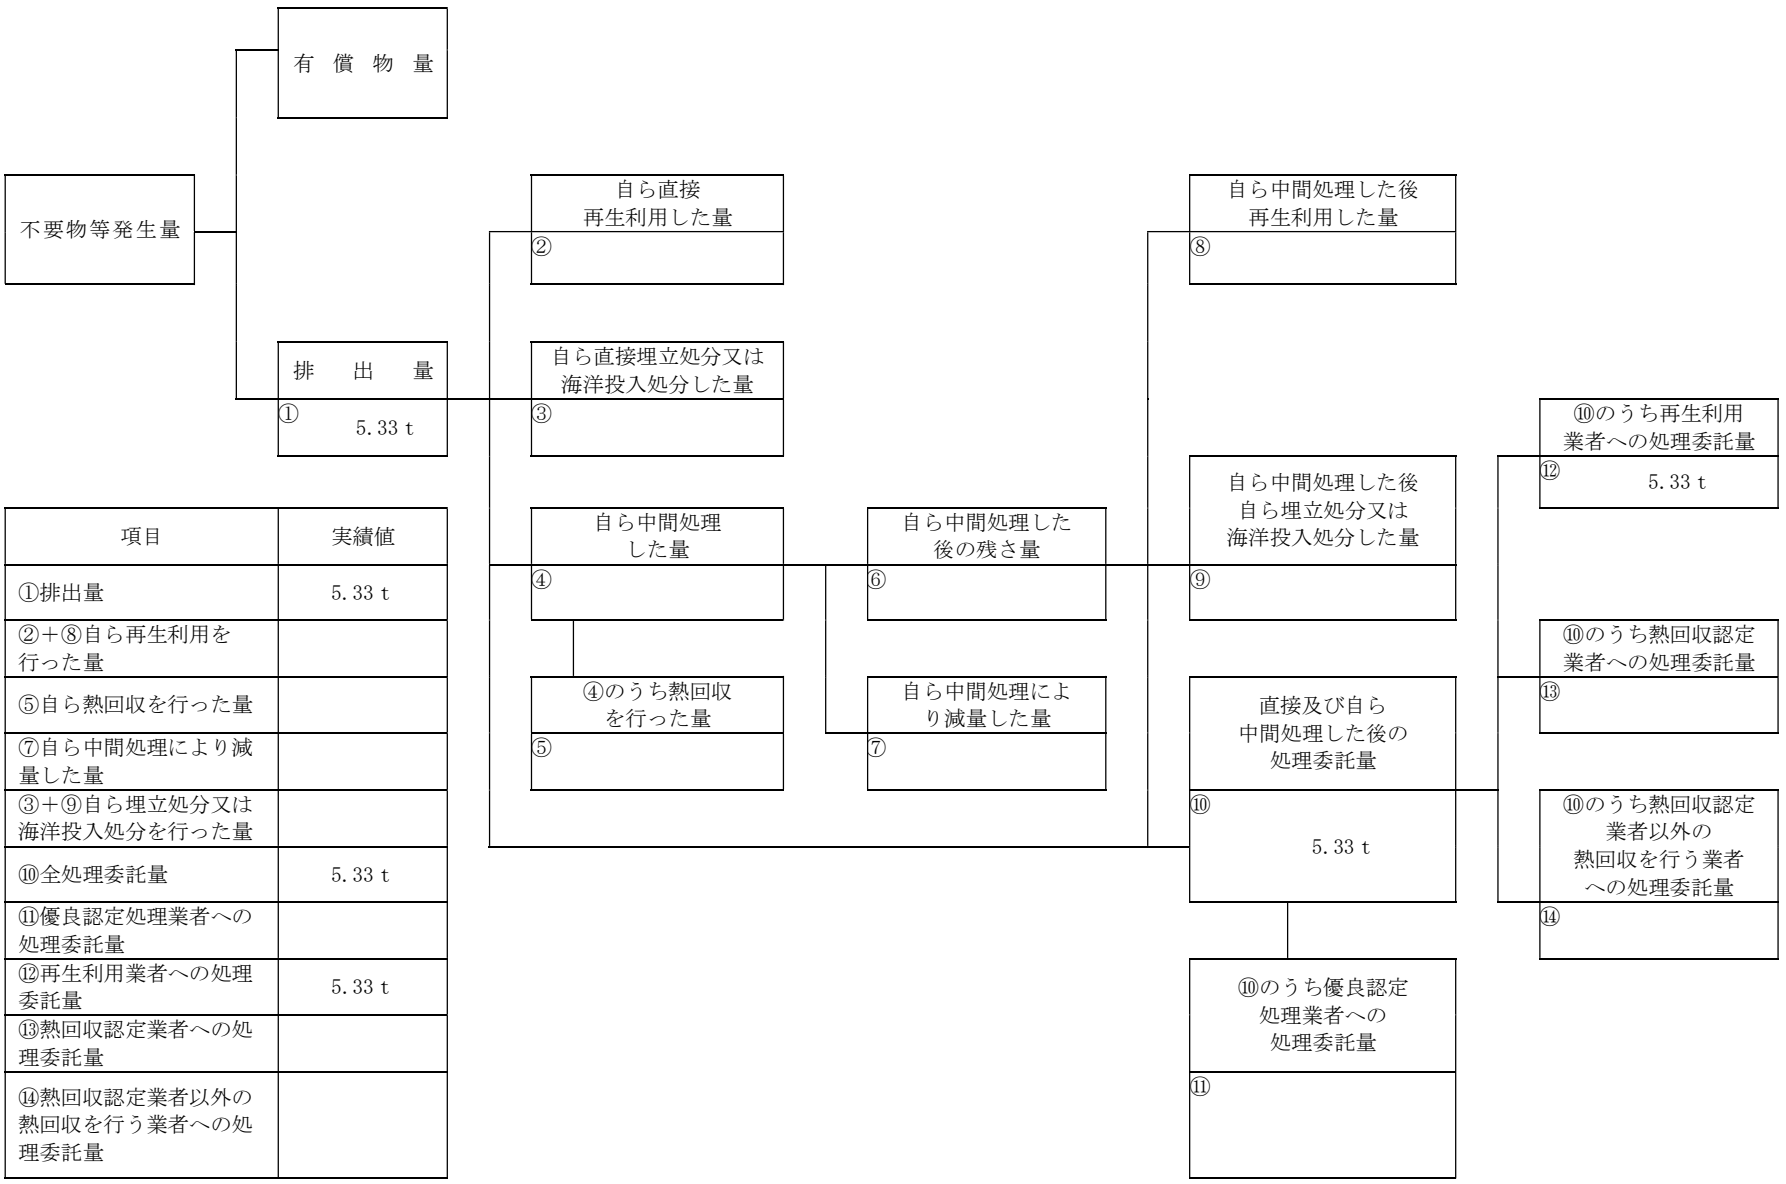 有償物量
不要物等発生量
排出量
①
5.33 t
自ら直接
再生利用した量
②
自ら直接埋立処分又は
海洋投入処分した量
③
自ら中間処理
した量
④
④のうち熱回収
を行った量
⑤
自ら中間処理した
後の残さ量
⑥
自ら中間処理によ
り減量した量
⑦
自ら中間処理した後
再生利用した量
⑧
自ら中間処理した後
自ら埋立処分又は
海洋投入処分した量
⑨
直接及び自ら
中間処理した後の
処理委託量
⑩
5.33 t
⑩のうち優良認定
処理業者への
処理委託量
⑪
⑩のうち再生利用
業者への処理委託量
⑫
5.33 t
⑩のうち熱回収認定
業者への処理委託量
⑬
⑩のうち熱回収認定
業者以外の
熱回収を行う業者
への処理委託量
⑭
項目 実績値
①排出量 5.33 t
②+⑧自ら再生利用を
行った量
⑤自ら熱回収を行った量
⑦自ら中間処理により減
量した量
③+⑨自ら埋立処分又は
海洋投入処分を行った量
⑩全処理委託量 5.33 t
⑪優良認定処理業者への
処理委託量
⑫再生利用業者への処理
委託量 5.33 t
⑬熱回収認定業者への処
理委託量
⑭熱回収認定業者以外の
熱回収を行う業者への処
理委託量